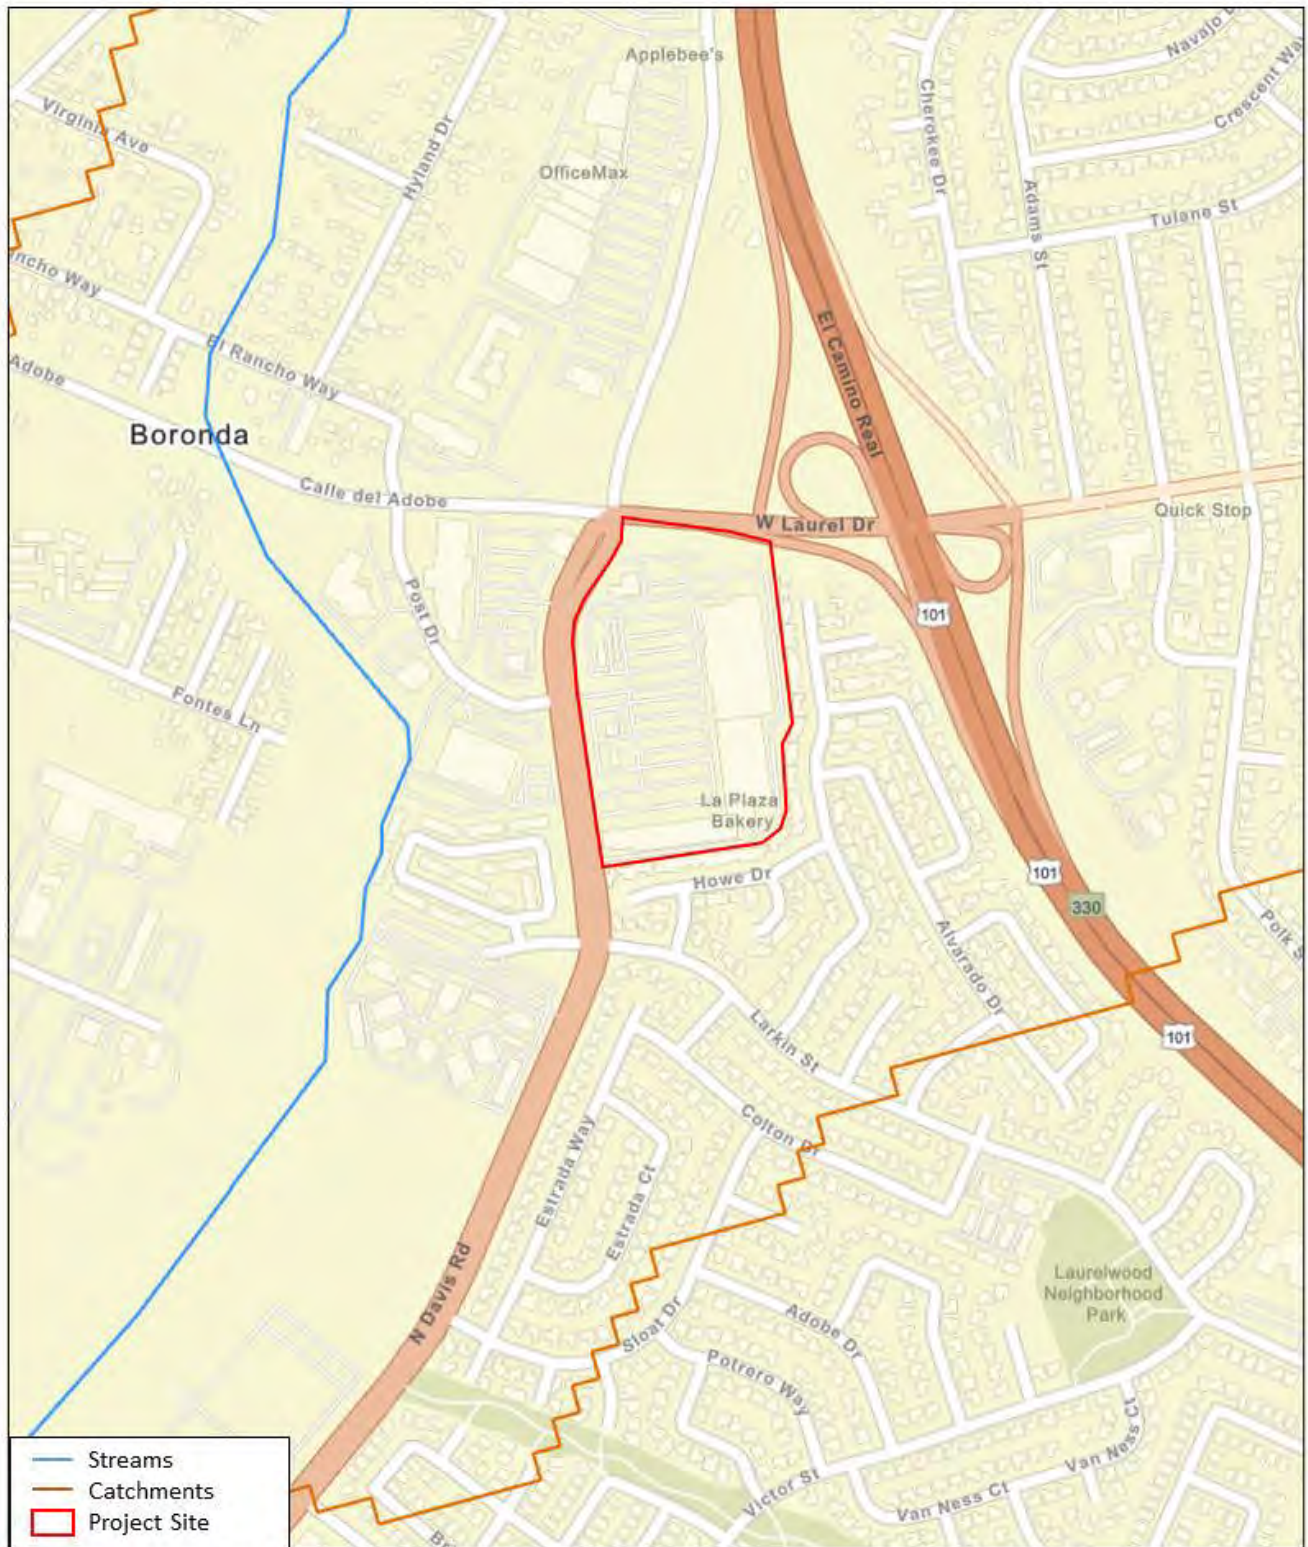 Applebee's
Navajo
Crescent Wa
Virginia Ave
Hyland Dr
Cherokee Dr
OfficeMax
Adams St
Tulane St
ncho Way
El Camino Real
El Rancho Way
Adobe
Boronda
Calle del Adobe
Quick Stop
W Laurel Dr
Post Dr
101
Fontes Ln
La Plaza
Bakery
Howe Dr
101
330
Polk S
Alvarado Dr
Larkin St
101
Colton Dr
Estrada Way
Estrada Ct
Laurelwood
Neighborhood
Park
N Davis Rd
Sloat Dr
Adobe Dr
Potrero Way
Van Ness Ct
Victor St
Van Ness Ct
Streams
Catchments
Project Site